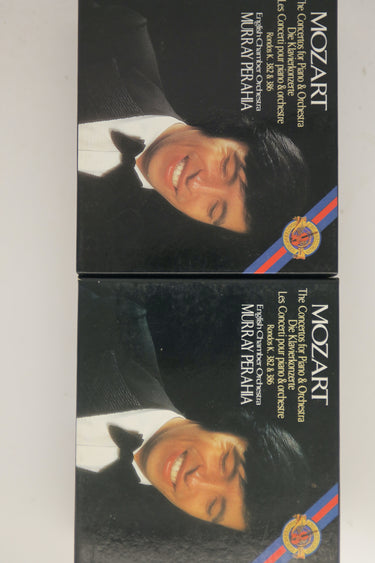 MOZART
The Concertos for Piano & Orchestra
Die Klavierkonzerte
Les Concerti pour piano & orchestre
Rondos K. 382 & 386
English Chamber Orchestra
MURRAY PERAHIA
MOZART
The Concertos for Piano & Orchestra
Die Klavierkonzerte
Les Concerti pour piano & orchestre
Rondos K. 382 & 386
English Chamber Orchestra
MURRAY PERAHIA